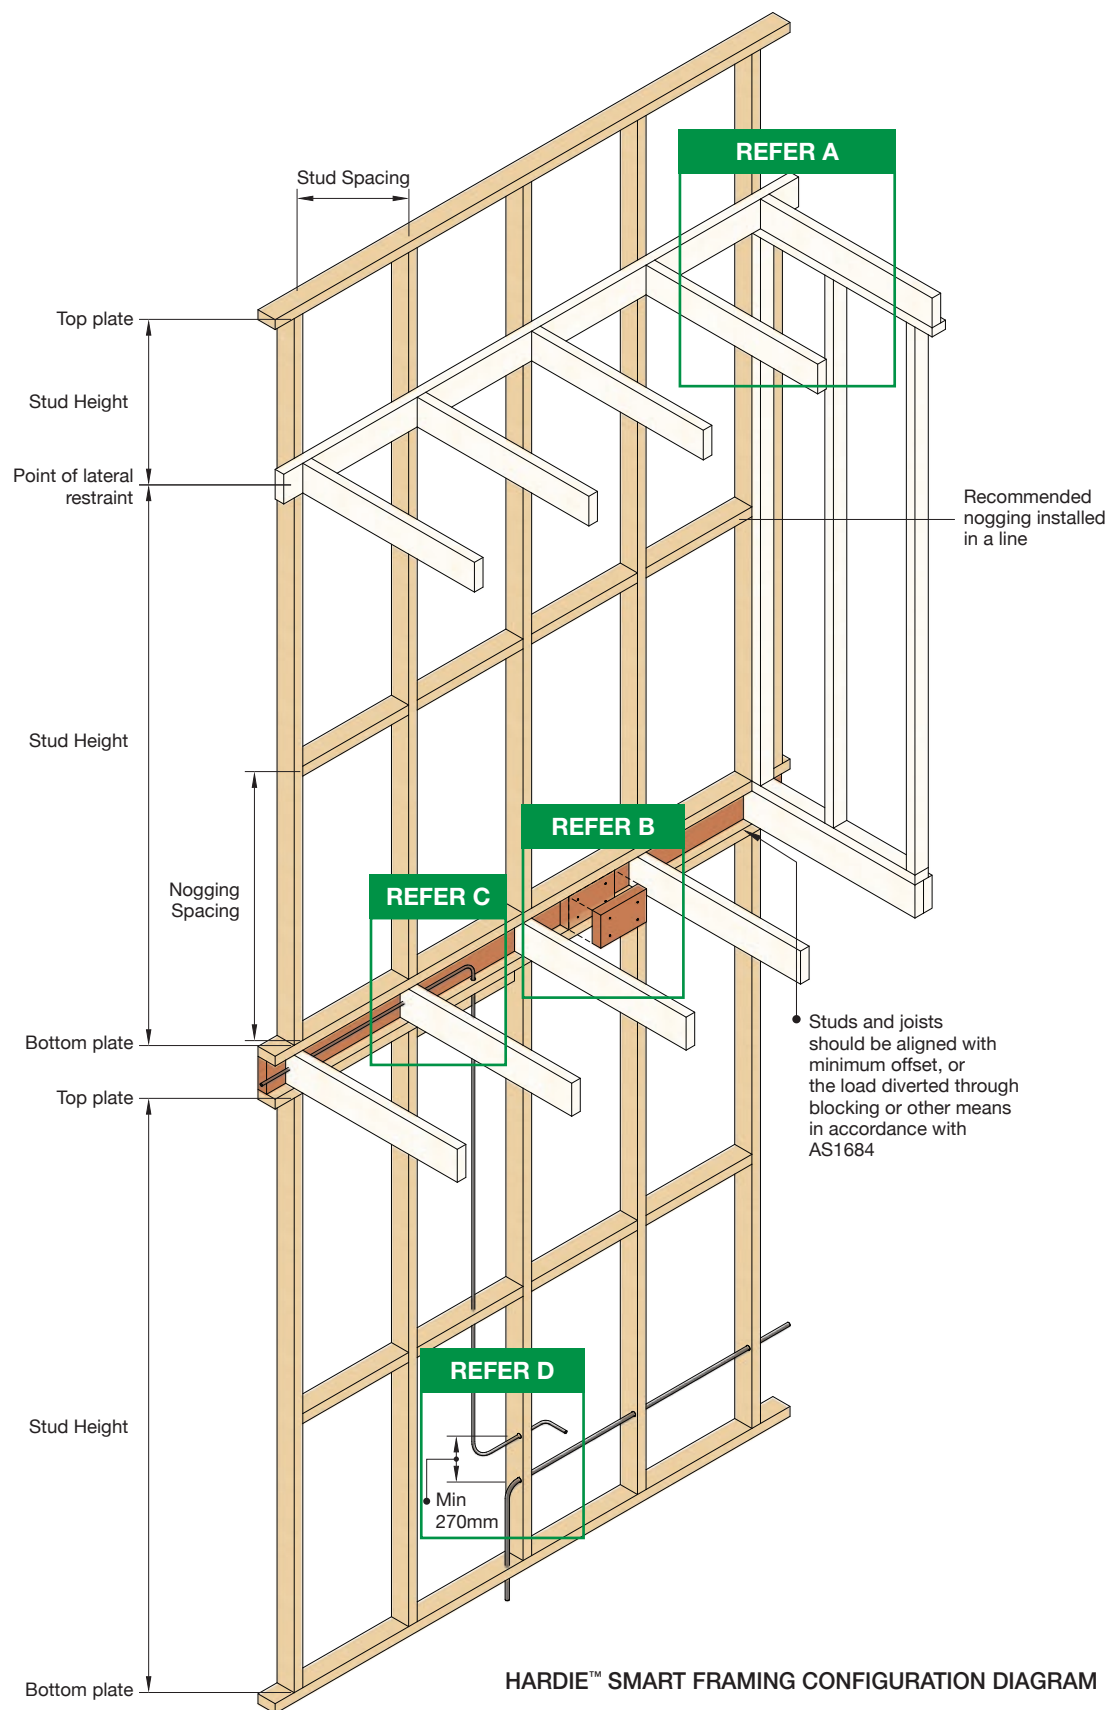 REFER A
Stud Spacing
Top plate
Stud Height
Point of lateral
restraint
Recommended
nogging installed
in a line
Stud Height
REFER B
REFER C
Nogging
Spacing
Bottom plate
Top plate
Studs and joists
should be aligned with
minimum offset, or
the load diverted through
blocking or other means
in accordance with
AS1684
REFER D
Stud Height
Min
270mm
Bottom plate
HARDIE™ SMART FRAMING CONFIGURATION DIAGRAM